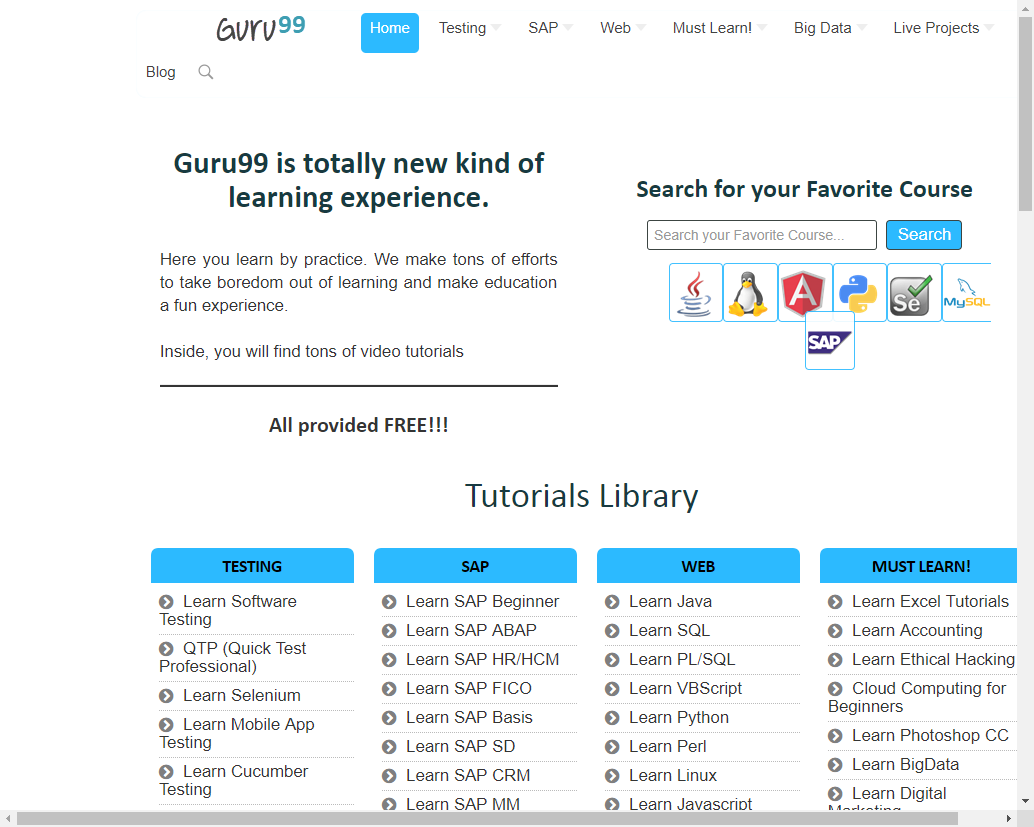 Guru99
Home Testing SAP Web Must Learn! Big Data Live Projects
Blog
Guru99 is totally new kind of
learning experience.
Here you learn by practice. We make tons of efforts
to take boredom out of learning and make education
a fun experience.
Inside, you will find tons of video tutorials
All provided FREE!!!
Search for your Favorite Course
Search your Favorite Course... Search
Se
MySQL
SAP
Tutorials Library
TESTING
Learn Software
Testing
QTP (Quick Test
Professional)
Learn Selenium
Learn Mobile App
Testing
Learn Cucumber
Testing
SAP
Learn SAP Beginner
Learn SAP ABAP
Learn SAP HR/HCM
Learn SAP FICO
Learn SAP Basis
Learn SAP SD
Learn SAP CRM
Learn SAP MM
WEB
Learn Java
Learn SQL
Learn PL/SQL
Learn VBScript
Learn Python
Learn Perl
Learn Linux
Learn Javascript
MUST LEARN!
Learn Excel Tutorials
Learn Accounting
Learn Ethical Hacking
Cloud Computing for
Beginners
Learn Photoshop CC
Learn BigData
Learn Digital
Marketing